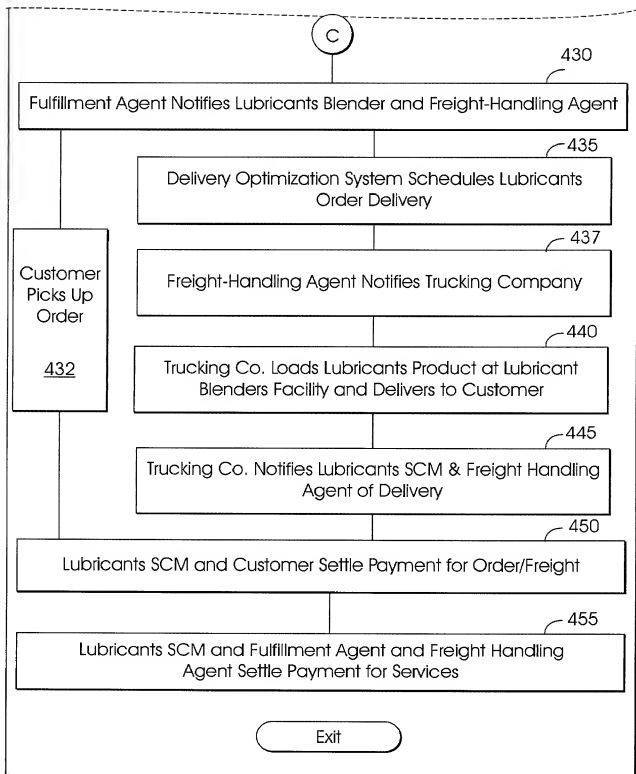 C
430
Fulfillment Agent Notifies Lubricants Blender and Freight-Handling Agent
435
Delivery Optimization System Schedules Lubricants
Order Delivery
437
Freight-Handling Agent Notifies Trucking Company
Customer
Picks Up
Order
432
440
Trucking Co. Loads Lubricants Product at Lubricant
Blenders Facility and Delivers to Customer
445
Trucking Co. Notifies Lubricants SCM & Freight Handling
Agent of Delivery
450
Lubricants SCM and Customer Settle Payment for Order/Freight
455
Lubricants SCM and Fulfillment Agent and Freight Handling
Agent Settle Payment for Services
Exit